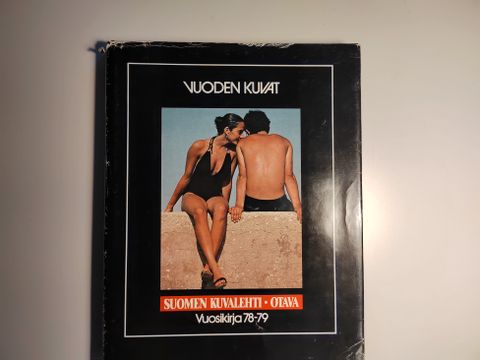 VUODEN KUVAT
SUOMEN KUVALEHTI • OTAVA
Vuosikirja 78-79